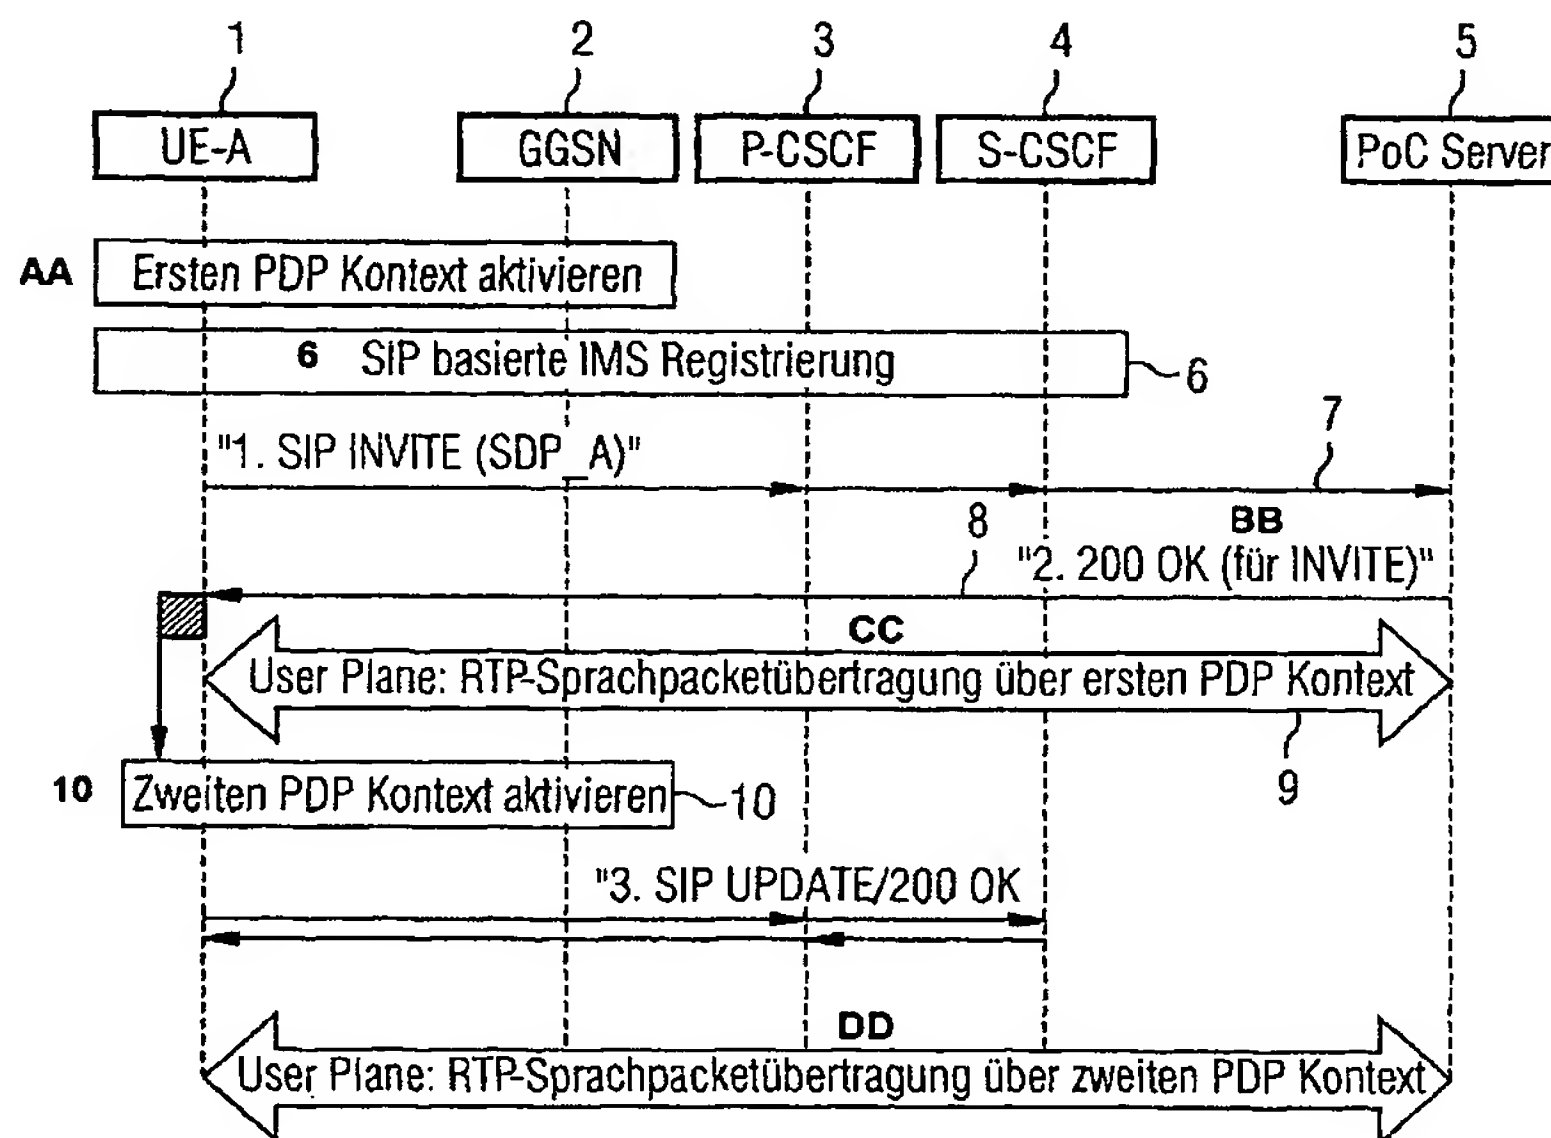 1 2 3 4 5
UE-A GGSN P-CSCF S-CSCF PoC Server
AA Ersten PDP Kontext aktivieren
6 SIP basierte IMS Registrierung 6
"1. SIP INVITE (SDP_A)" 7
8 BB
"2. 200 OK (für INVITE)"
CC
User Plane: RTP-Sprachpacketübertragung über ersten PDP Kontext
9
10 Zweiten PDP Kontext aktivieren 10
"3. SIP UPDATE/200 OK
DD
User Plane: RTP-Sprachpacketübertragung über zweiten PDP Kontext